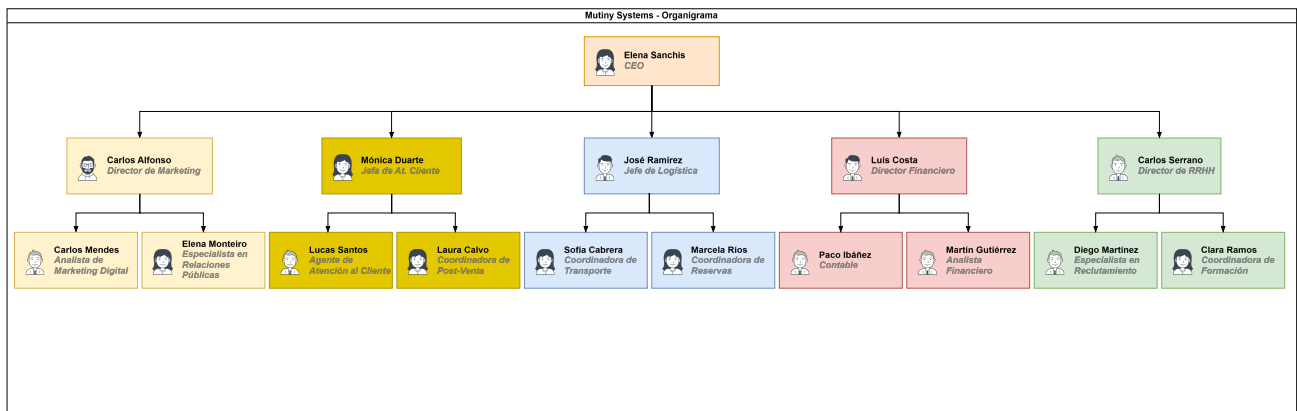 Mutiny Systems - Organigrama
Elena Sanchis
CEO
Carlos Alfonso
Director de Marketing
Mónica Duarte
Jefa de At. Cliente
José Ramírez
Jefe de Logística
Luís Costa
Director Financiero
Carlos Serrano
Director de RRHH
Carlos Mendes
Analista de
Marketing Digital
Elena Monteiro
Especialista en
Relaciones
Públicas
Lucas Santos
Agente de
Atención al Cliente
Laura Calvo
Coordinadora de
Post-Venta
Sofía Cabrera
Coordinadora de
Transporte
Marcela Ríos
Coordinadora de
Reservas
Paco Ibáñez
Contable
Martín Gutiérrez
Analista
Financiero
Diego Martínez
Especialista en
Reclutamiento
Clara Ramos
Coordinadora de
Formación